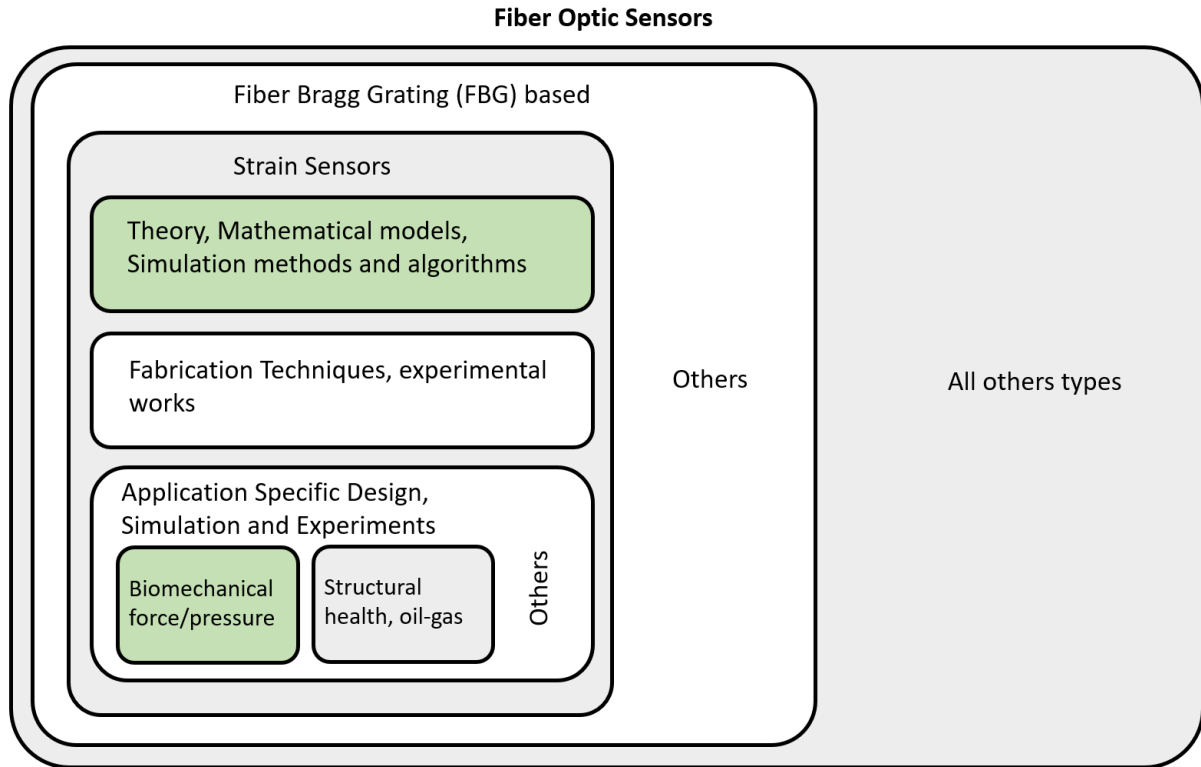 Fiber Optic Sensors
Fiber Bragg Grating (FBG) based
Strain Sensors
Theory, Mathematical models,
Simulation methods and algorithms
Fabrication Techniques, experimental
works
Application Specific Design,
Simulation and Experiments
Biomechanical
force/pressure
Structural
health, oil-gas
Others
Others
All others types